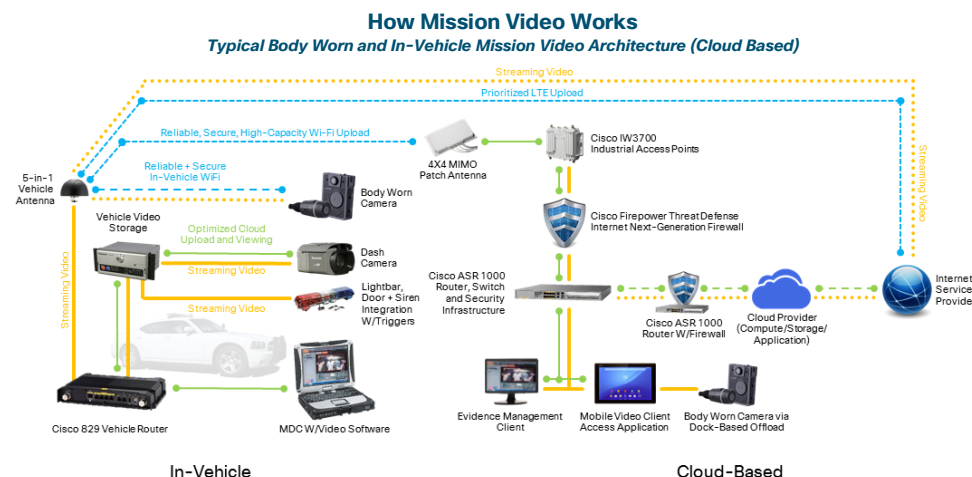 How Mission Video Works
Typical Body Worn and In-Vehicle Mission Video Architecture (Cloud Based)
Streaming Video
Prioritized LTE Upload
Reliable, Secure, High-Capacity Wi-Fi Upload
4X4 MIMO
Patch Antenna
Cisco IW3700
Industrial Access Points
Streaming Video
5-in-1
Vehicle
Antenna
Reliable + Secure
In-Vehicle WiFi
Body Worn
Camera
Vehicle Video
Storage
Optimized Cloud
Upload and Viewing
Dash
Camera
Streaming Video
Streaming Video
Lightbar,
Door + Siren
Integration
W/Triggers
Streaming Video
Cisco Firepower Threat Defense
Internet Next-Generation Firewall
Cisco ASR 1000
Router, Switch
and Security
Infrastructure
Cisco ASR 1000
Router W/Firewall
Cloud Provider
(Compute/Storage/
Application)
Internet
Service
Provide
Cisco 829 Vehicle Router
MDC W/Video Software
Evidence Management
Client
Mobile Video Client
Access Application
Body Worn Camera via
Dock-Based Offload
In-Vehicle
Cloud-Based